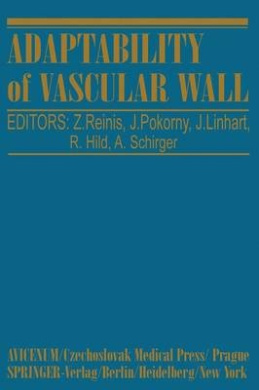 ADAPTABILITY
of VASCULAR WALL
EDITORS: Z.Reinis, J.Pokorny, J.Linhart,
R. Hild, A. Schirger
AVICENUM/Czechoslovak Medical Press/ Prague
SPRINGER-Verlag/Berlin/Heidelberg/New York